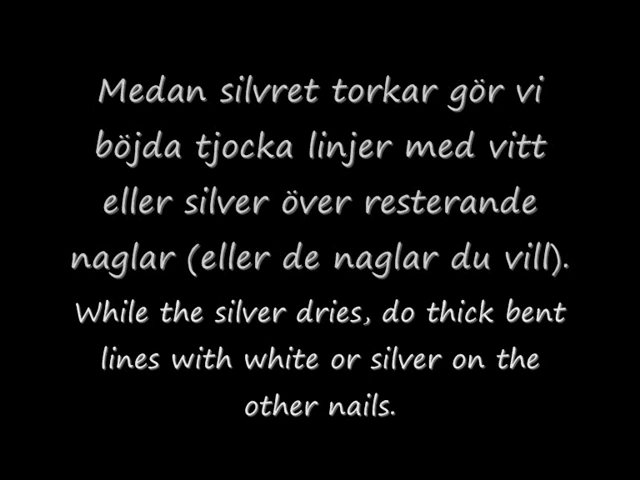 Medan silvret torkar gör vi
böjda tjocka linjer med vitt
eller silver över resterande
naglar (eller de naglar du vill).
While the silver dries, do thick bent
lines with white or silver on the
other nails.